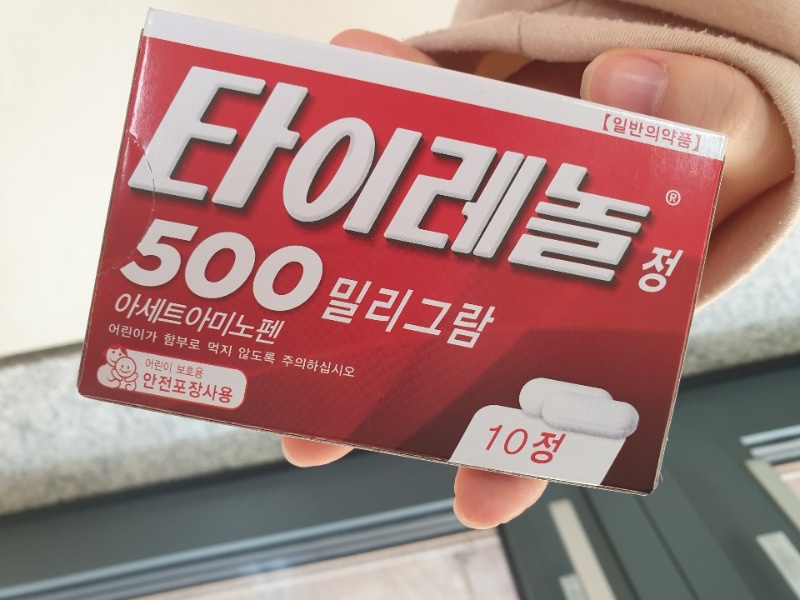 【일반의약품】
타이레놀® 정
500 밀리그람
아세트아미노펜
어린이가 함부로 먹지 않도록 주의하십시오
어린이 보호용
안전포장사용
10정